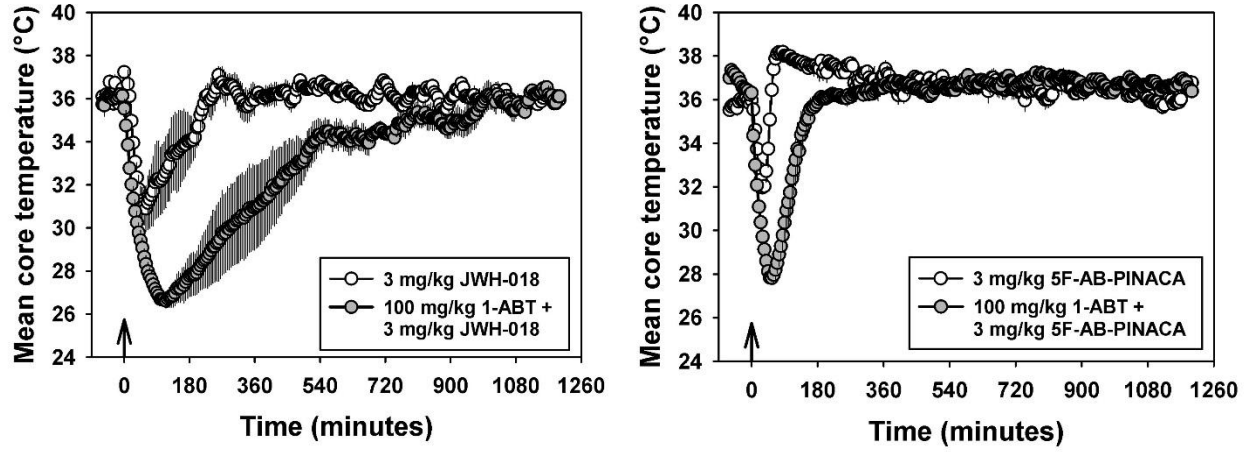 Mean core temperature (°C)
40
38
36
34
32
30
28
26
24
3 mg/kg JWH-018
100 mg/kg 1-ABT +
3 mg/kg JWH-018
0 180 360 540 720 900 1080 1260
Time (minutes)
Mean core temperature (°C)
40
38
36
34
32
30
28
26
24
3 mg/kg 5F-AB-PINACA
100 mg/kg 1-ABT +
3 mg/kg 5F-AB-PINACA
0 180 360 540 720 900 1080 1260
Time (minutes)